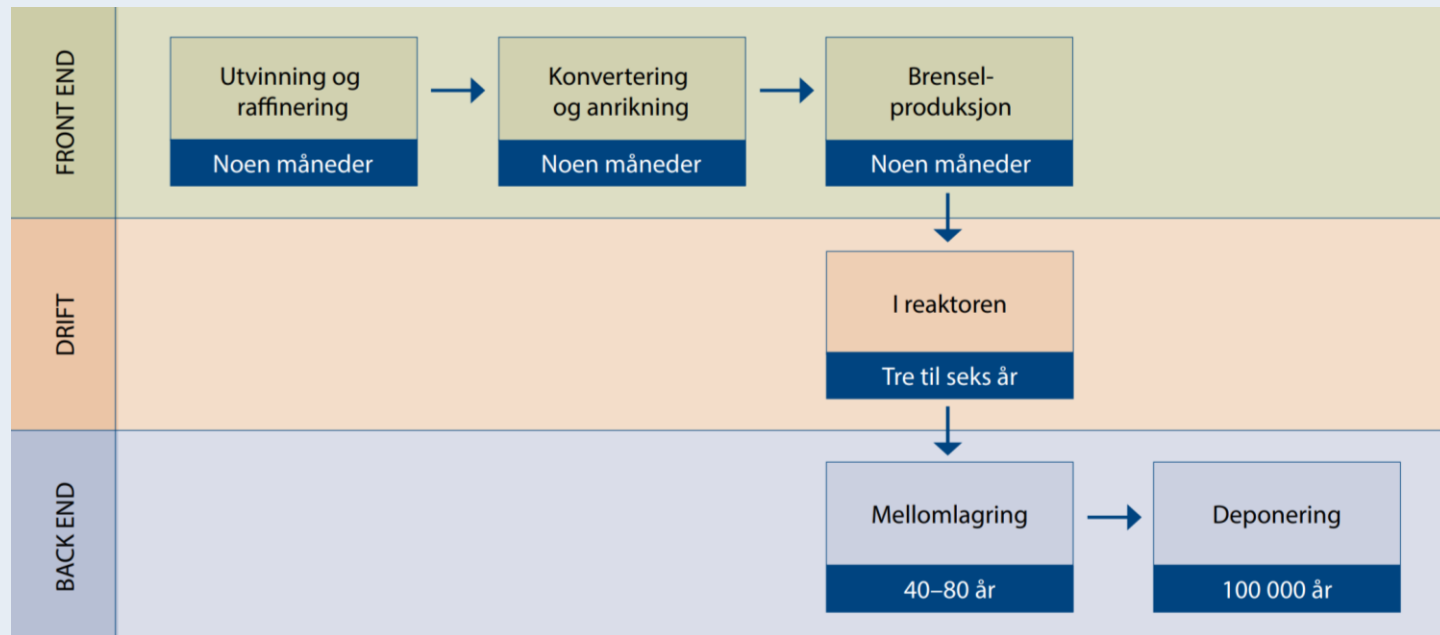 FRONT END
Utvinning og
raffinering
Noen måneder
Konvertering
og anrikning
Noen måneder
Brensel-
produksjon
Noen måneder
DRIFT
I reaktoren
Tre til seks år
BACK END
Mellomlagring
40–80 år
Deponering
100 000 år